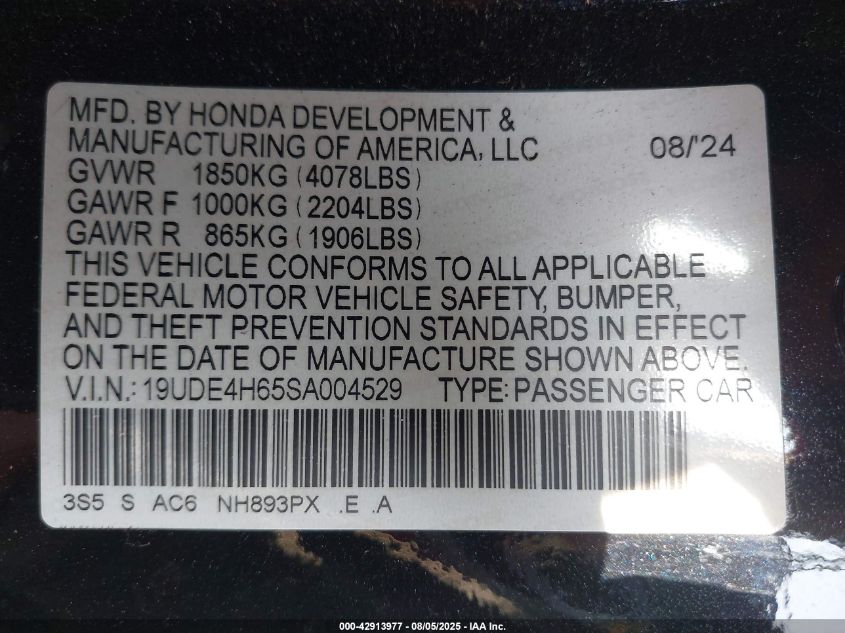 MFD. BY HONDA DEVELOPMENT &
MANUFACTURING OF AMERICA, LLC 08/'24
GVWR 1850KG (4078LBS)
GAWR F 1000KG (2204LBS)
GAWR R 865KG (1906LBS)
THIS VEHICLE CONFORMS TO ALL APPLICABLE
FEDERAL MOTOR VEHICLE SAFETY, BUMPER,
AND THEFT PREVENTION STANDARDS IN EFFECT
ON THE DATE OF MANUFACTURE SHOWN ABOVE.
V.I.N.: 19UDE4H65SA004529 TYPE: PASSENGER CAR
3S5 S AC6 NH893PX .E .A
000-42913977 - 08/05/2025 - IAA Inc.